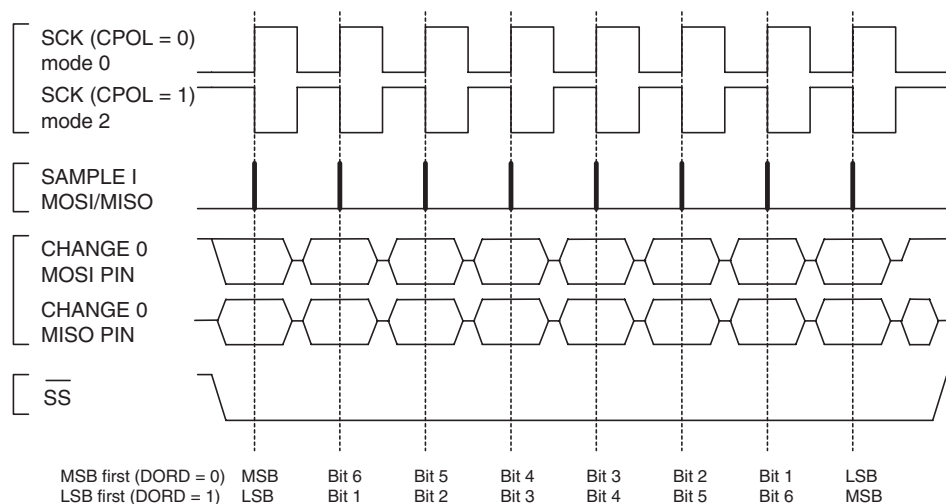 SCK (CPOL = 0)
mode 0
SCK (CPOL = 1)
mode 2
SAMPLE I
MOSI/MISO
CHANGE 0
MOSI PIN
CHANGE 0
MISO PIN
SS
MSB first (DORD = 0) MSB Bit 6 Bit 5 Bit 4 Bit 3 Bit 2 Bit 1 LSB
LSB first (DORD = 1) LSB Bit 1 Bit 2 Bit 3 Bit 4 Bit 5 Bit 6 MSB